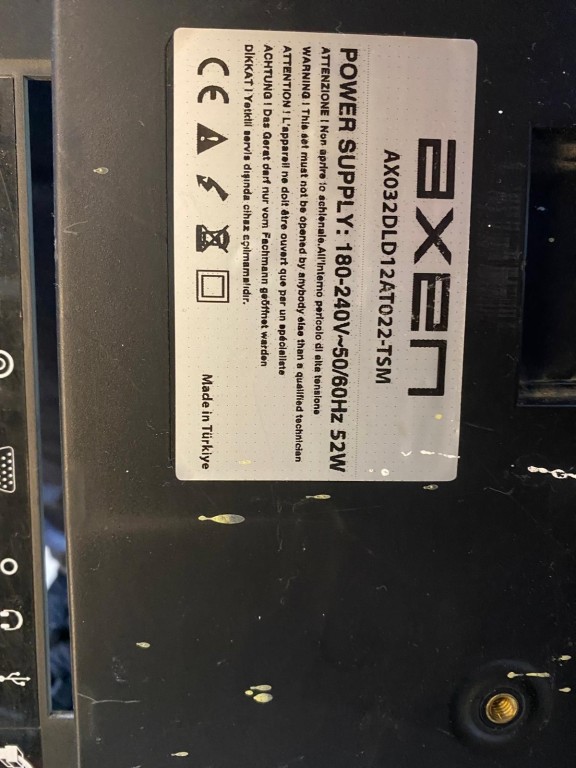 axen
AX032DLD12AT022-TSM
POWER SUPPLY: 180-240V~50/60Hz 52W
ATTENZIONE ! Non aprire lo schienale.All'interno pericolo di alta tensione
WARNING ! This set must not be opened by anybody else than a qualified technician
ATTENTION ! L'appareil ne doit être ouvert que par un spécialiste
ACHTUNG ! Das Gerat darf nur vom Fachmann geöffnet warden
DİKKAT ! Yetkili servis dışında cihaz açılmamalıdır.
CE
Made in Türkiye